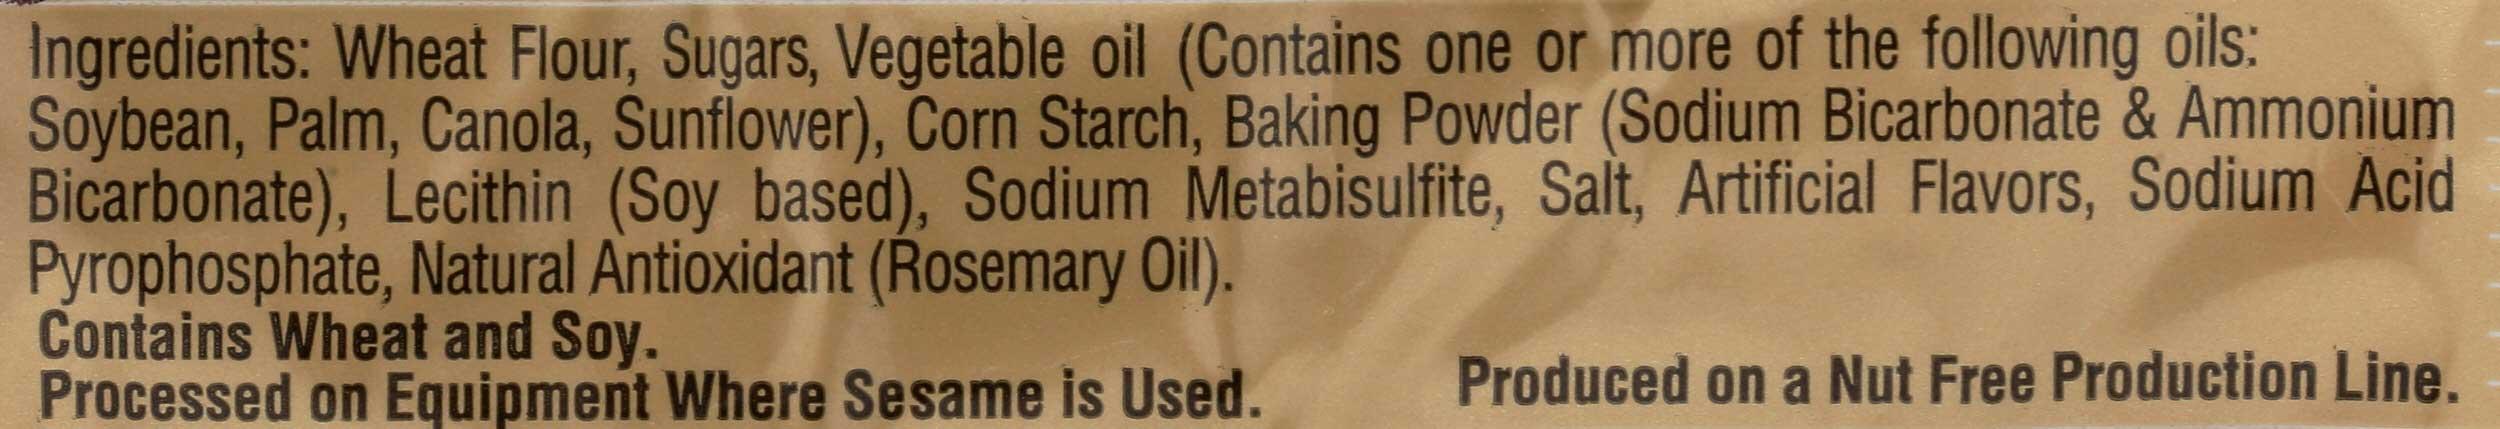 Ingredients: Wheat Flour, Sugars, Vegetable oil (Contains one or more of the following oils:
Soybean, Palm, Canola, Sunflower), Corn Starch, Baking Powder (Sodium Bicarbonate & Ammonium
Bicarbonate), Lecithin (Soy based), Sodium Metabisulfite, Salt, Artificial Flavors, Sodium Acid
Pyrophosphate, Natural Antioxidant (Rosemary Oil).
Contains Wheat and Soy.
Processed on Equipment Where Sesame is Used. Produced on a Nut Free Production Line.